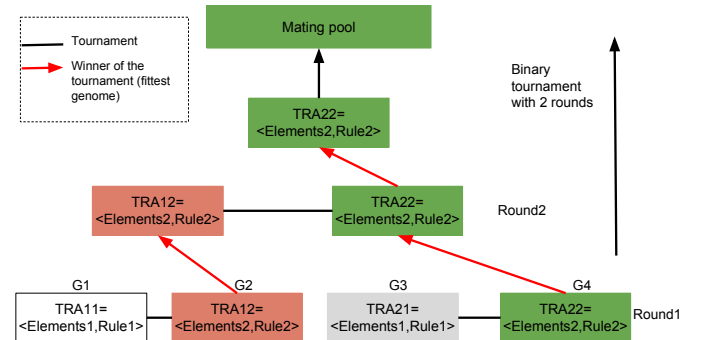 Mating pool
Tournament
Winner of the
tournament (fittest
genome)
Binary
tournament
with 2 rounds
TRA22=
<Elements2,Rule2>
TRA12=
<Elements2,Rule2>
TRA22=
<Elements2,Rule2>
Round2
G1
G2
G3
G4
TRA11=
<Elements1,Rule1>
TRA12=
<Elements2,Rule2>
TRA21=
<Elements1,Rule1>
TRA22=
<Elements2,Rule2>
Round1